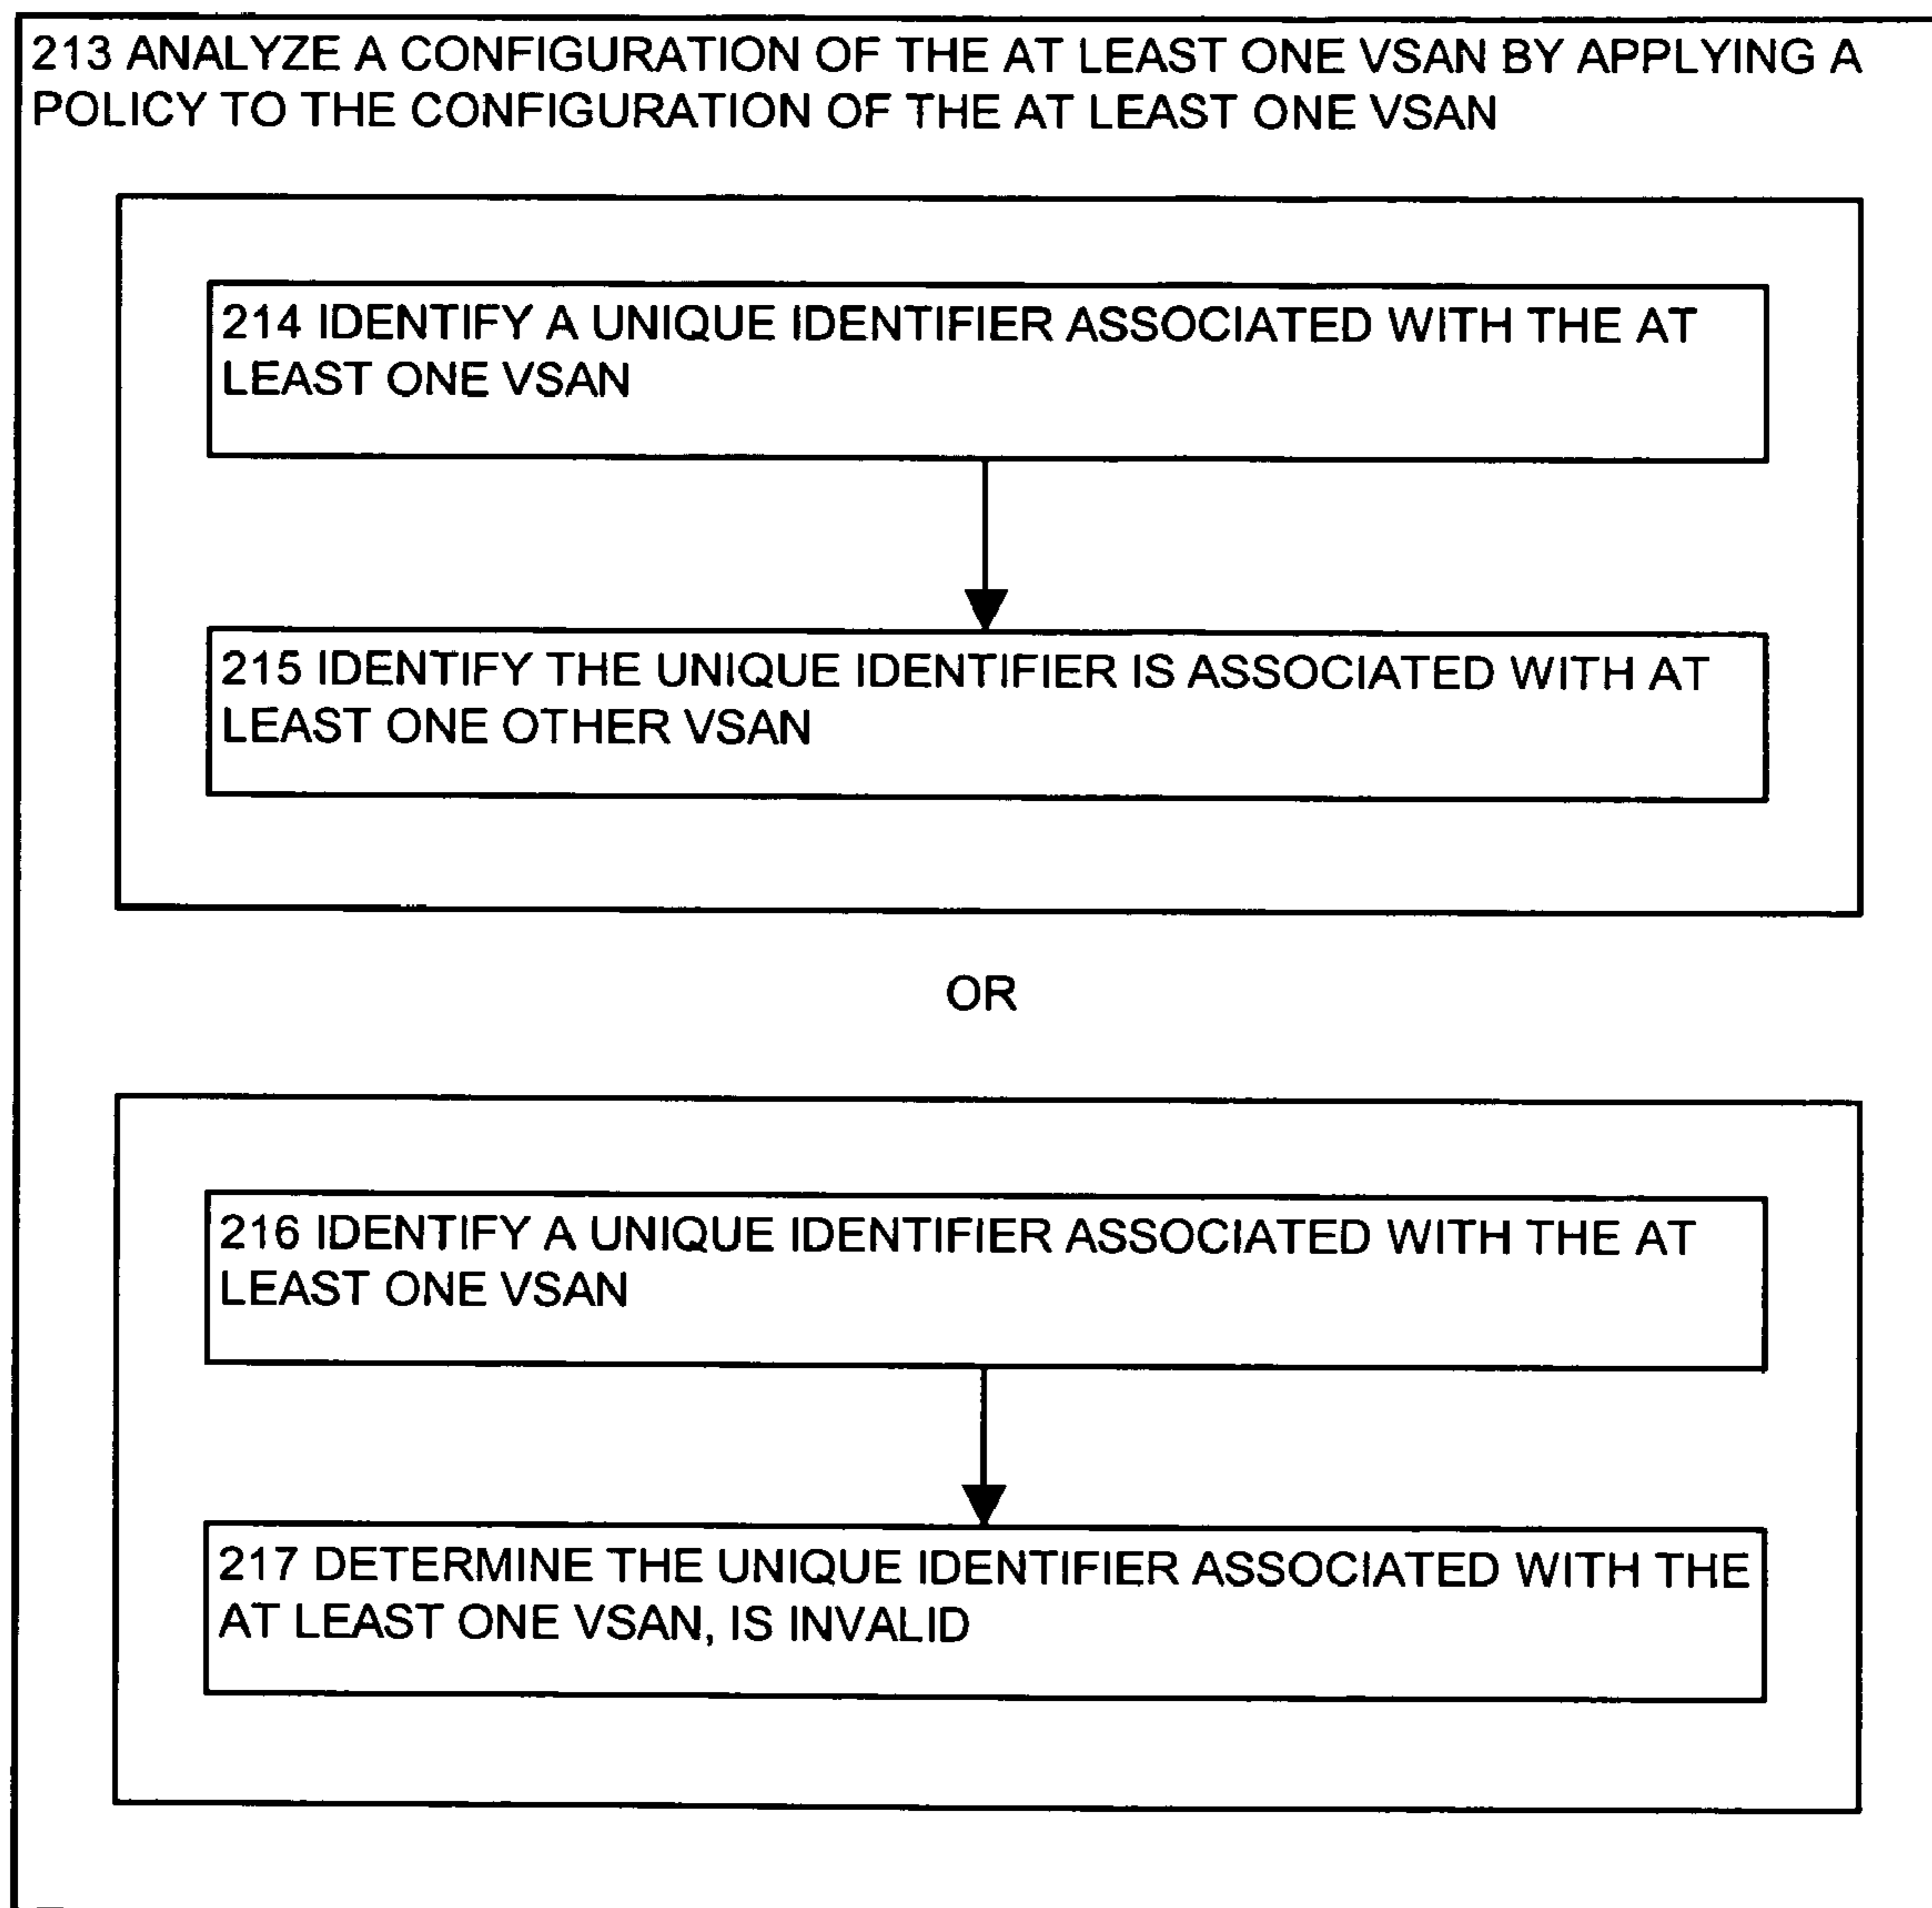 213 ANALYZE A CONFIGURATION OF THE AT LEAST ONE VSAN BY APPLYING A
POLICY TO THE CONFIGURATION OF THE AT LEAST ONE VSAN
214 IDENTIFY A UNIQUE IDENTIFIER ASSOCIATED WITH THE AT
LEAST ONE VSAN
215 IDENTIFY THE UNIQUE IDENTIFIER IS ASSOCIATED WITH AT
LEAST ONE OTHER VSAN
OR
216 IDENTIFY A UNIQUE IDENTIFIER ASSOCIATED WITH THE AT
LEAST ONE VSAN
217 DETERMINE THE UNIQUE IDENTIFIER ASSOCIATED WITH THE
AT LEAST ONE VSAN, IS INVALID